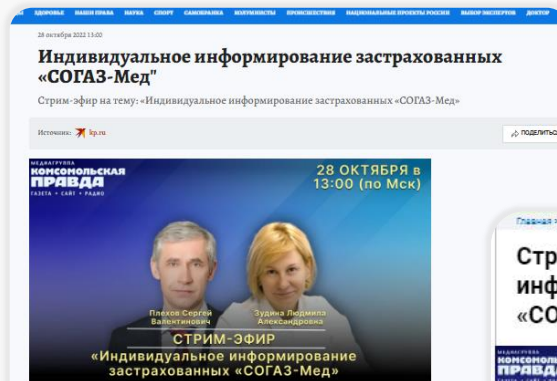 ЗДОРОВЬЕ НАШИ ПРАВА НАУКА СПОРТ САМОБРАНКА КОЛУМНИСТЫ ПРОИСШЕСТВИЯ НАЦИОНАЛЬНЫЕ ПРОЕКТЫ РОССИИ ВЫБОР ЭКСПЕРТОВ ДОКТОР
28 октября 2022 13:00
Индивидуальное информирование застрахованных
«СОГАЗ-Мед"
Стрим-эфир на тему: «Индивидуальное информирование застрахованных «СОГАЗ-Мед»
Источник: kp.ru
ПОДЕЛИТЬСЯ
МЕДИАГРУППА
КОМСОМОЛЬСКАЯ
ПРАВДА
ГАЗЕТА • САЙТ • РАДИО
28 ОКТЯБРЯ в
13:00 (по Мск)
Плехов Сергей
Валентинович
Зудина Людмила
Александровна
СТРИМ-ЭФИР
«Индивидуальное информирование
застрахованных «СОГАЗ-Мед»
Главная
Стр
инф
«СО
МЕДИАГРУППА
КОМСОМОЛЬ
ПРАВДА